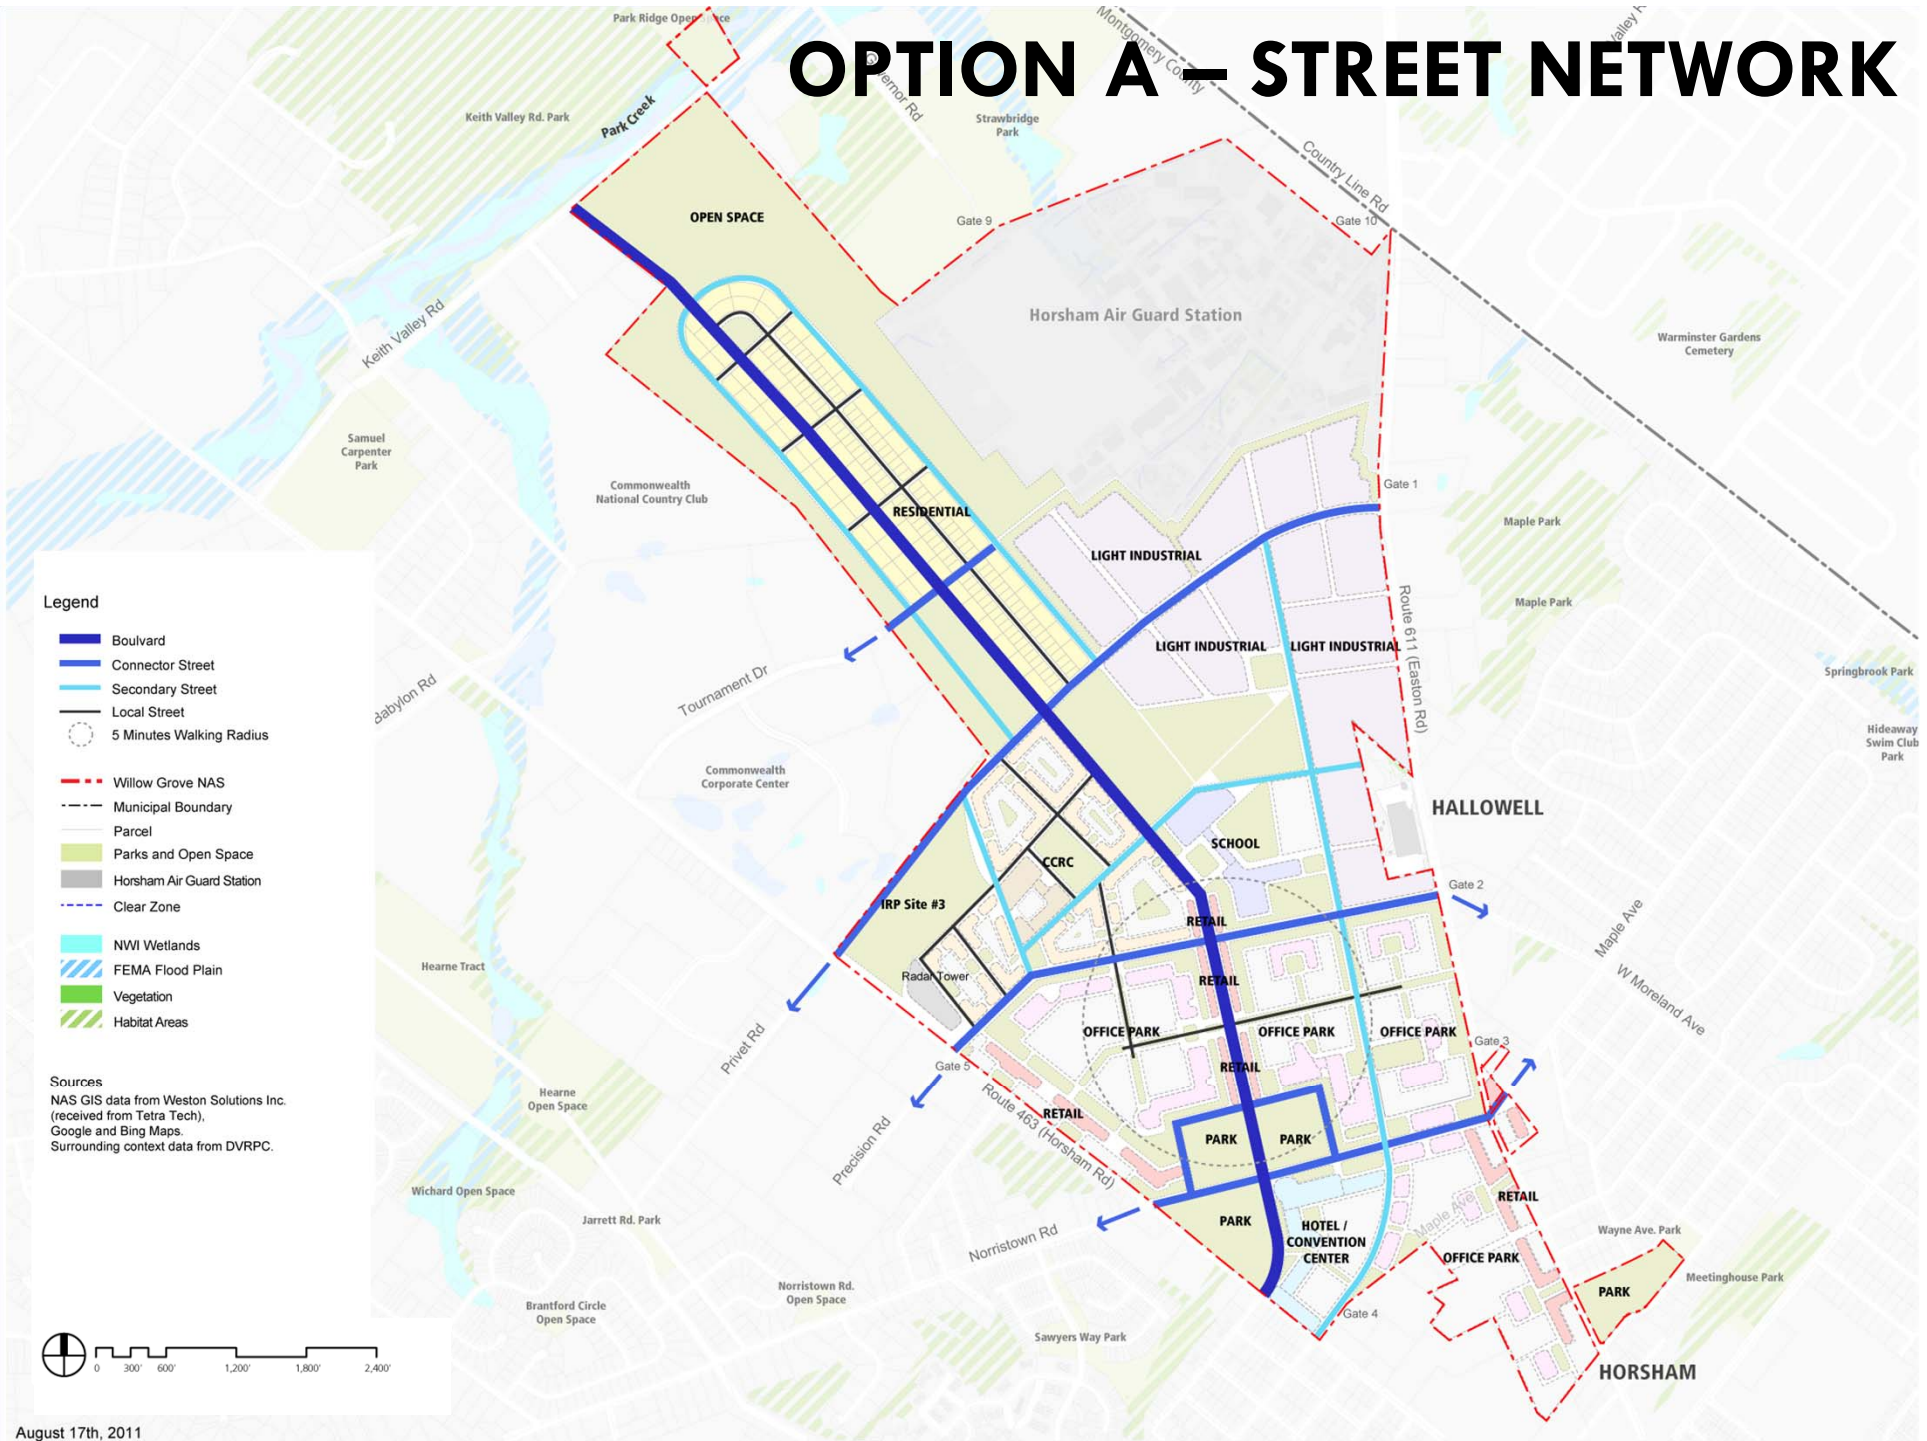 OPTION A – STREET NETWORK
Park Ridge Open Space
Montgomery County
Governor Rd
Keith Valley Rd. Park
Park Creek
Strawbridge
Park
Country Line Rd
OPEN SPACE
Gate 9
Gate 10
Horsham Air Guard Station
Keith Valley Rd
Warminster Gardens
Cemetery
Samuel
Carpenter
Park
Commonwealth
National Country Club
Gate 1
RESIDENTIAL
Maple Park
LIGHT INDUSTRIAL
Maple Park
Route 611 (Easton Rd)
LIGHT INDUSTRIAL
LIGHT INDUSTRIAL
Springbrook Park
Tournament Dr
Babylon Rd
Hideaway
Swim Club
Park
Commonwealth
Corporate Center
HALLOWELL
SCHOOL
CCRC
Gate 2
IRP Site #3
RETAIL
Maple Ave
Hearne Tract
Radar Tower
RETAIL
W Moreland Ave
OFFICE PARK
OFFICE PARK
OFFICE PARK
Gate 3
Privet Rd
Gate 5
RETAIL
Hearne
Open Space
Route 463 (Horsham Rd)
RETAIL
Precision Rd
PARK
PARK
Wichard Open Space
RETAIL
Jarrett Rd. Park
PARK
Maple Ave
Wayne Ave. Park
Norristown Rd
HOTEL /
CONVENTION
CENTER
OFFICE PARK
Meetinghouse Park
Norristown Rd.
Open Space
PARK
Brantford Circle
Open Space
Gate 4
Sawyers Way Park
HORSHAM
Legend
Boulvard
Connector Street
Secondary Street
Local Street
5 Minutes Walking Radius
Willow Grove NAS
Municipal Boundary
Parcel
Parks and Open Space
Horsham Air Guard Station
Clear Zone
NWI Wetlands
FEMA Flood Plain
Vegetation
Habitat Areas
Sources
NAS GIS data from Weston Solutions Inc.
(received from Tetra Tech),
Google and Bing Maps.
Surrounding context data from DVRPC.
0 300' 600' 1,200' 1,800' 2,400'
August 17th, 2011